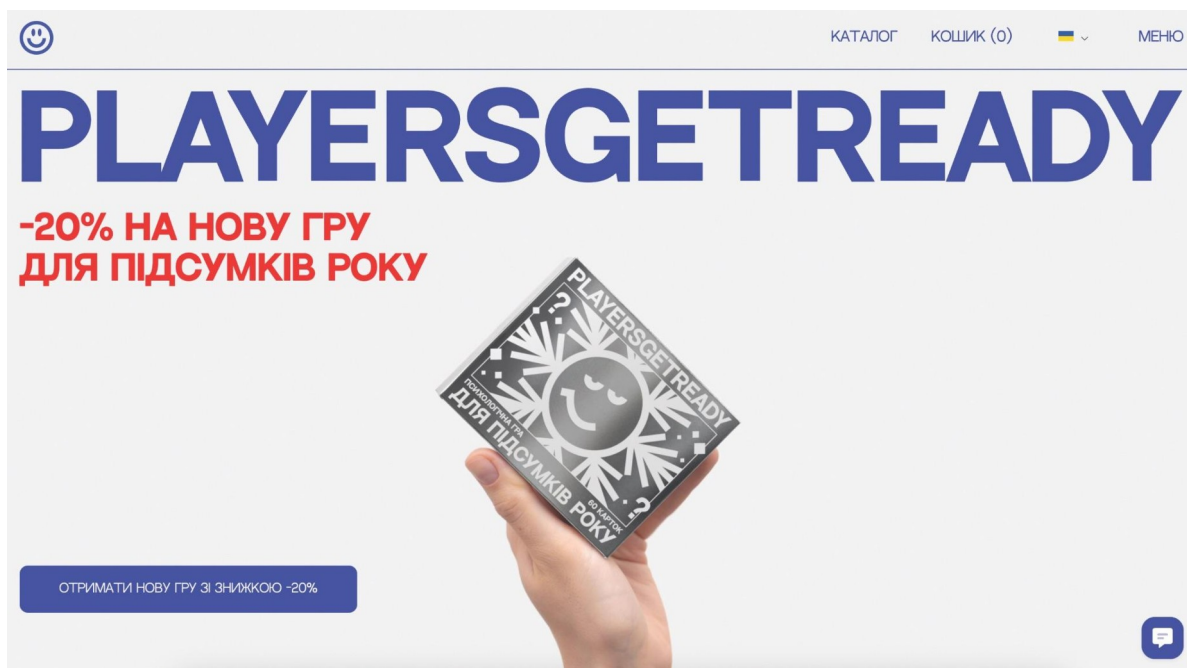 КАТАЛОГ
КОШИК (0)
МЕНЮ
PLAYERSGETREADY
-20% НА НОВУ ГРУ
ДЛЯ ПІДСУМКІВ РОКУ
PLAYERSGETREADY
ПСИХОЛОГІЧНА ГРА
ДЛЯ ПІДСУМКІВ РОКУ
60 КАРТОК
ОТРИМАТИ НОВУ ГРУ ЗІ ЗНИЖКОЮ -20%